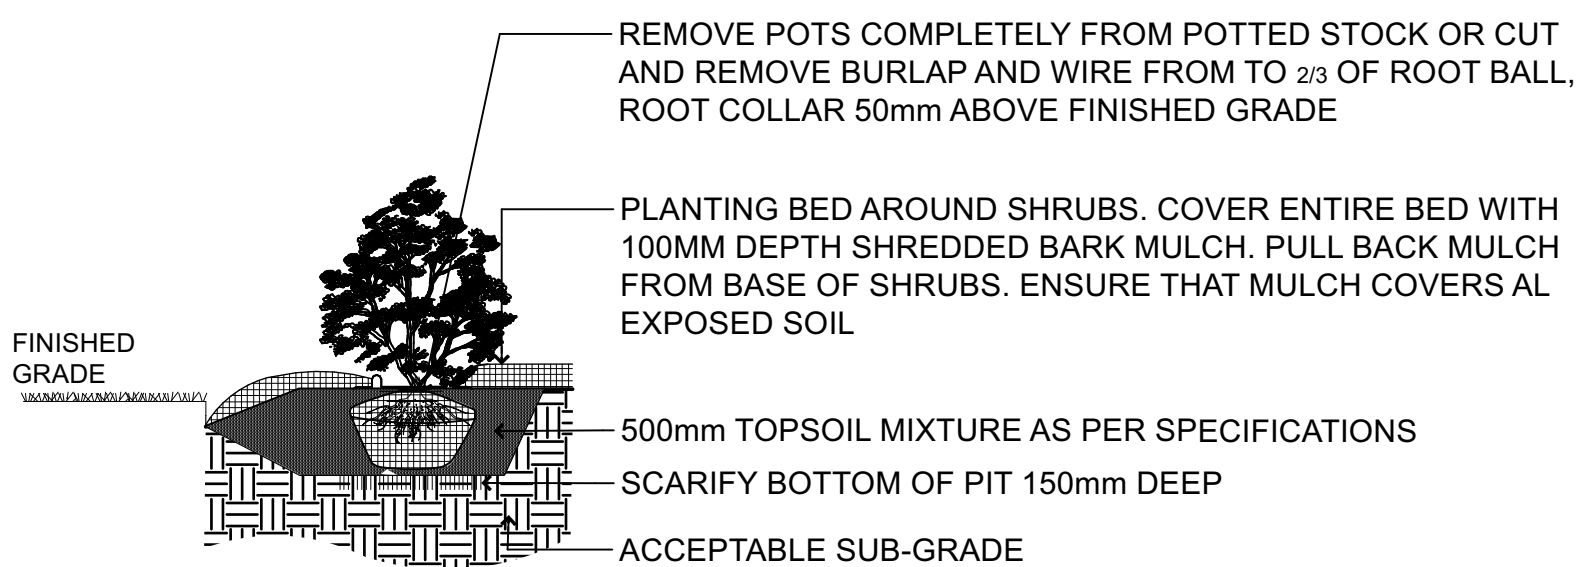 REMOVE POTS COMPLETELY FROM POTTED STOCK OR CUT
AND REMOVE BURLAP AND WIRE FROM TO 2/3 OF ROOT BALL,
ROOT COLLAR 50mm ABOVE FINISHED GRADE
PLANTING BED AROUND SHRUBS. COVER ENTIRE BED WITH
100MM DEPTH SHREDDED BARK MULCH. PULL BACK MULCH
FROM BASE OF SHRUBS. ENSURE THAT MULCH COVERS AL
EXPOSED SOIL
FINISHED
GRADE
500mm TOPSOIL MIXTURE AS PER SPECIFICATIONS
SCARIFY BOTTOM OF PIT 150mm DEEP
ACCEPTABLE SUB-GRADE